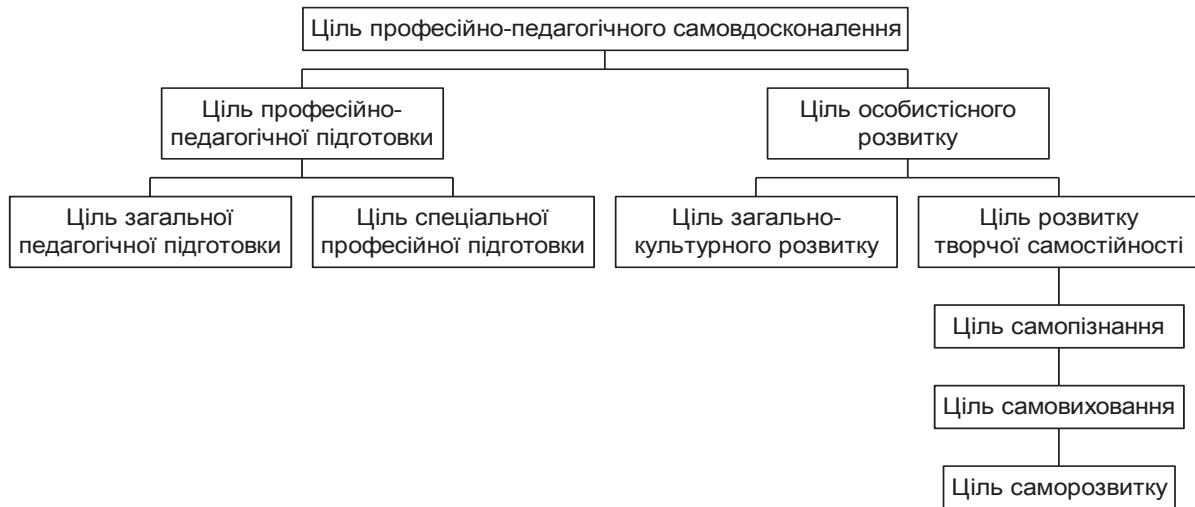 Ціль професійно-педагогічного самовдосконалення
Ціль професійно-
педагогічної підготовки
Ціль особистісного
розвитку
Ціль загальної
педагогічної підготовки
Ціль спеціальної
професійної підготовки
Ціль загально-
культурного розвитку
Ціль розвитку
творчої самостійності
Ціль самопізнання
Ціль самовиховання
Ціль саморозвитку